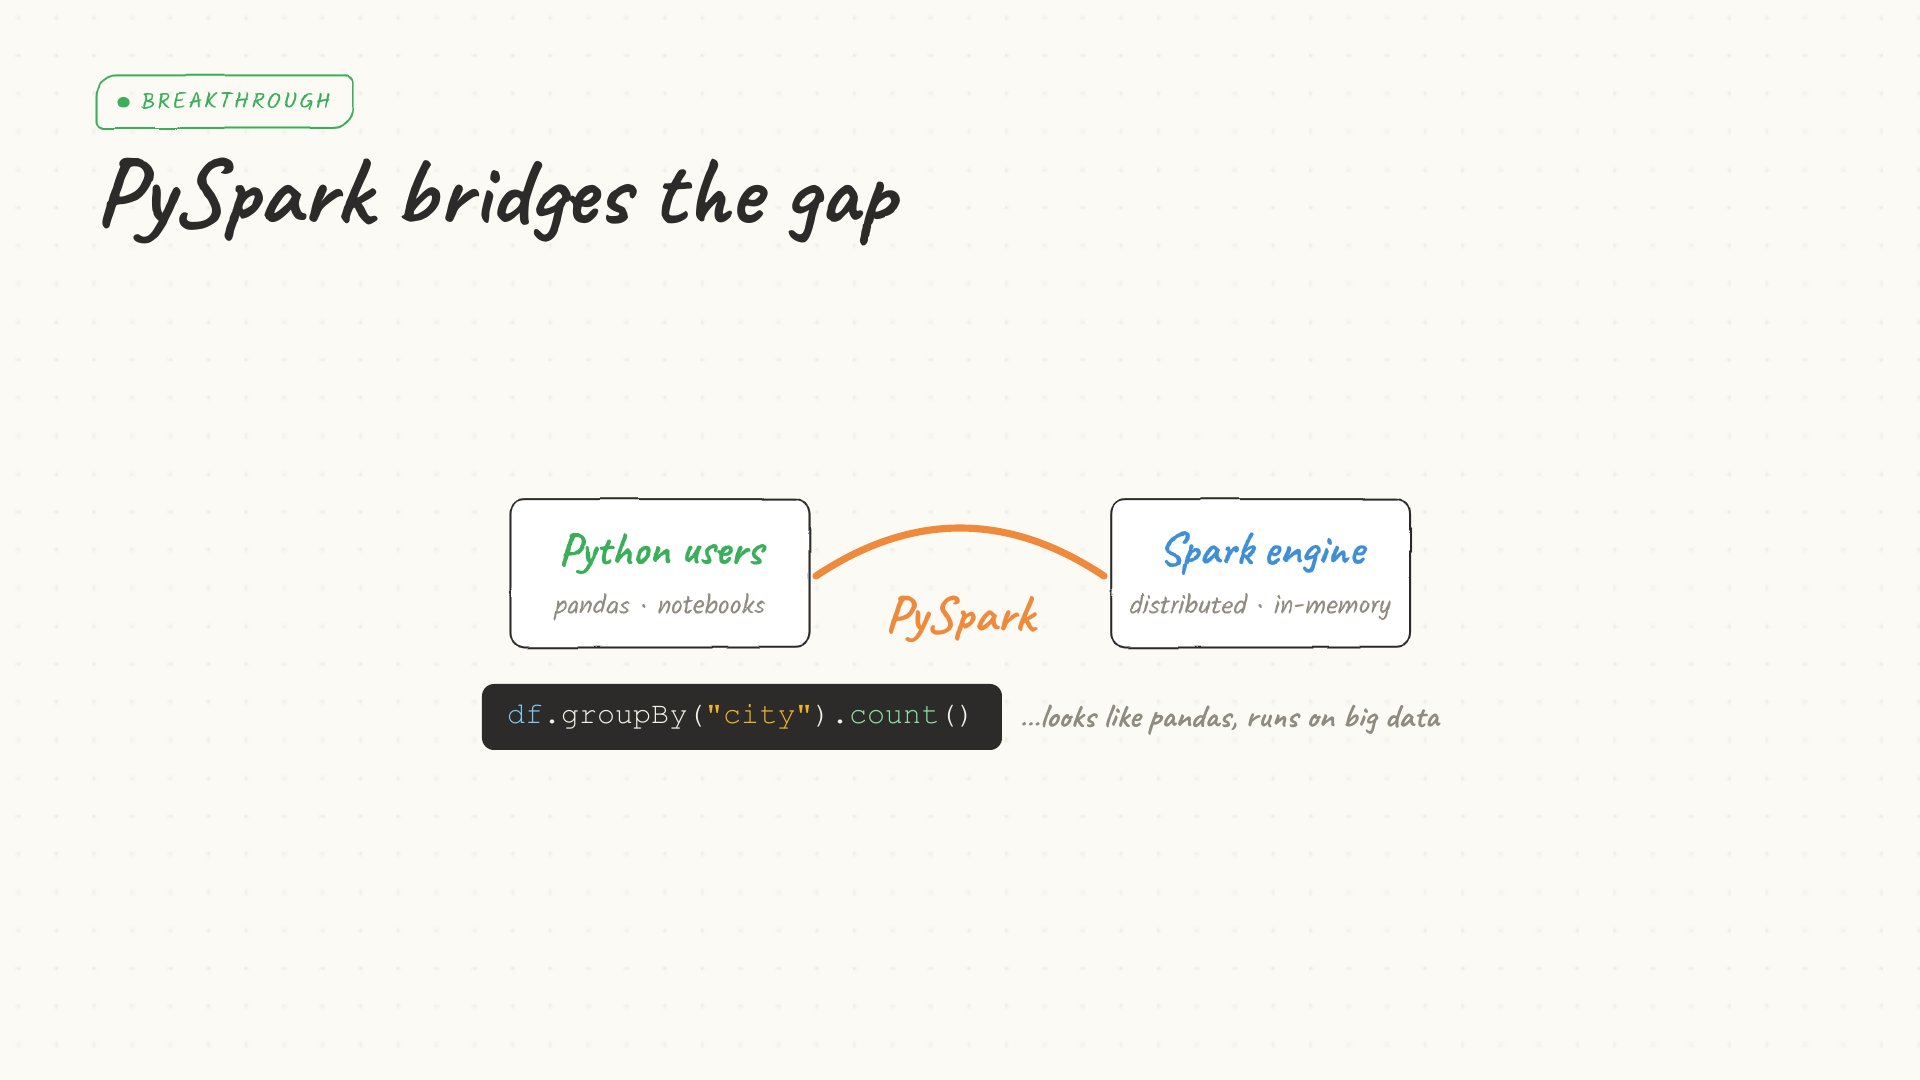 BREAKTHROUGH
PySpark bridges the gap
Python users
pandas · notebooks
PySpark
Spark engine
distributed · in-memory
df.groupBy("city").count()
...looks like pandas, runs on big data